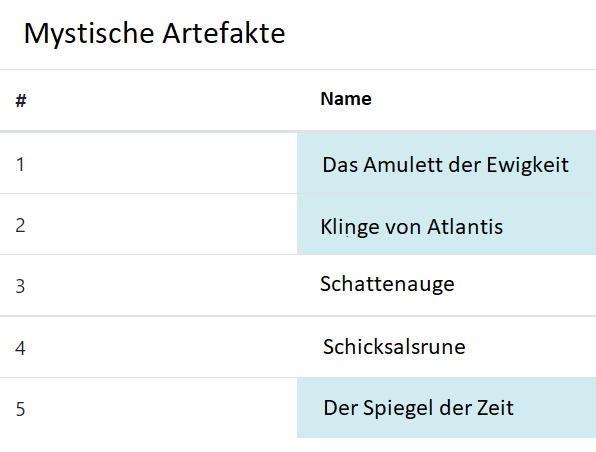 Mystische Artefakte
# Name
1 Das Amulett der Ewigkeit
2 Klinge von Atlantis
3 Schattenauge
4 Schicksalsrune
5 Der Spiegel der Zeit